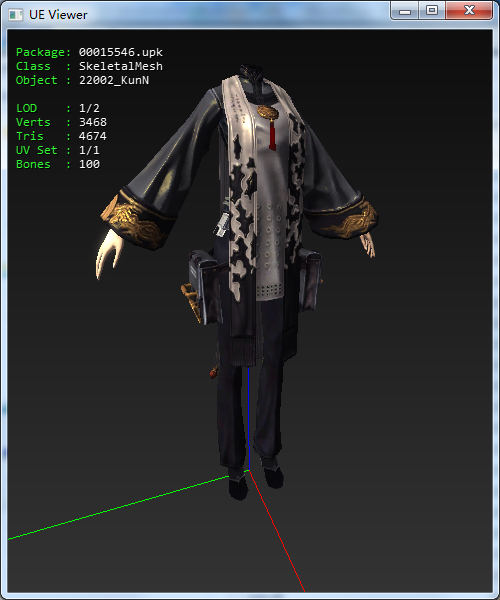 UE Viewer
Package: 00015546.upk
Class : SkeletalMesh
Object : 22002_KunN
LOD : 1/2
Verts : 3468
Tris : 4674
UV Set : 1/1
Bones : 100